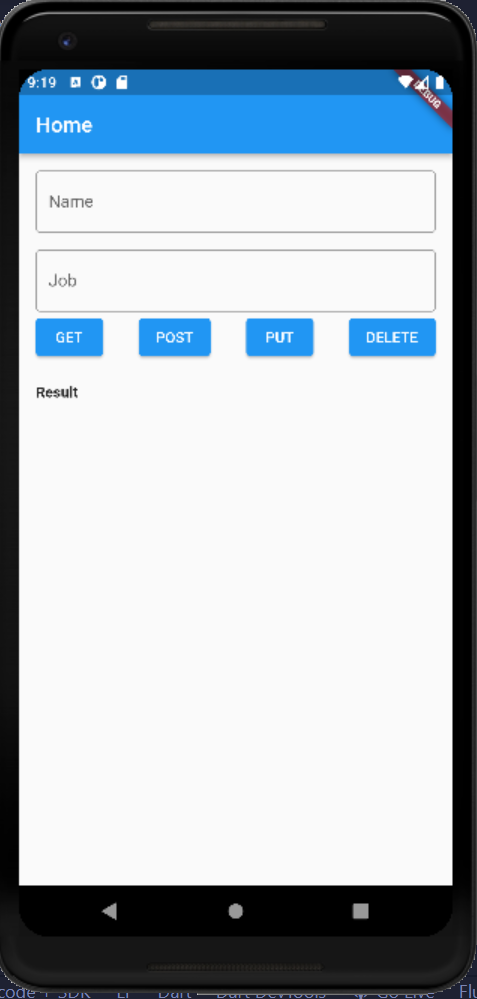 9:19
DEBUG
Home
Name
Job
GET POST PUT DELETE
Result
code + SDK LF Dart Dart DevTools Go Live Flu